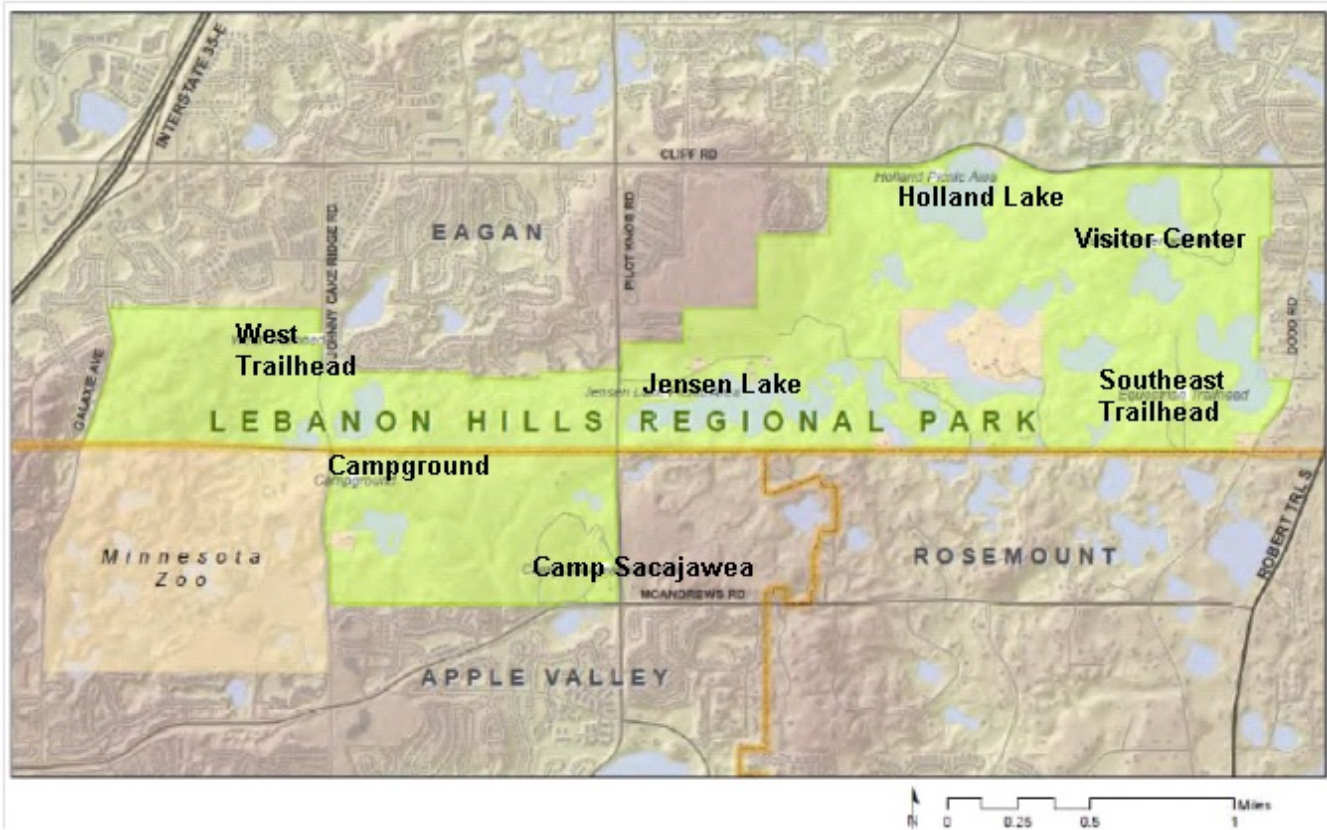 INTERSTATE 35-E
CLIFF RD
Holland Picnic Area
Holland Lake
EAGAN
JOHNNY CAKE RIDGE RD
PILOT KNOB RD
Visitor Center
West
Trailhead
GALAXIE AVE
DODD RD
Jensen Lake
Southeast
Trailhead
Equestrian Trailhead
LEBANON HILLS REGIONAL PARK
Campground
Campground
Minnesota
Zoo
Camp Sacajawea
ROSEMOUNT
ROBERT TRL S
MCANDREWS RD
APPLE VALLEY
N
Miles
0 0.25 0.5 1